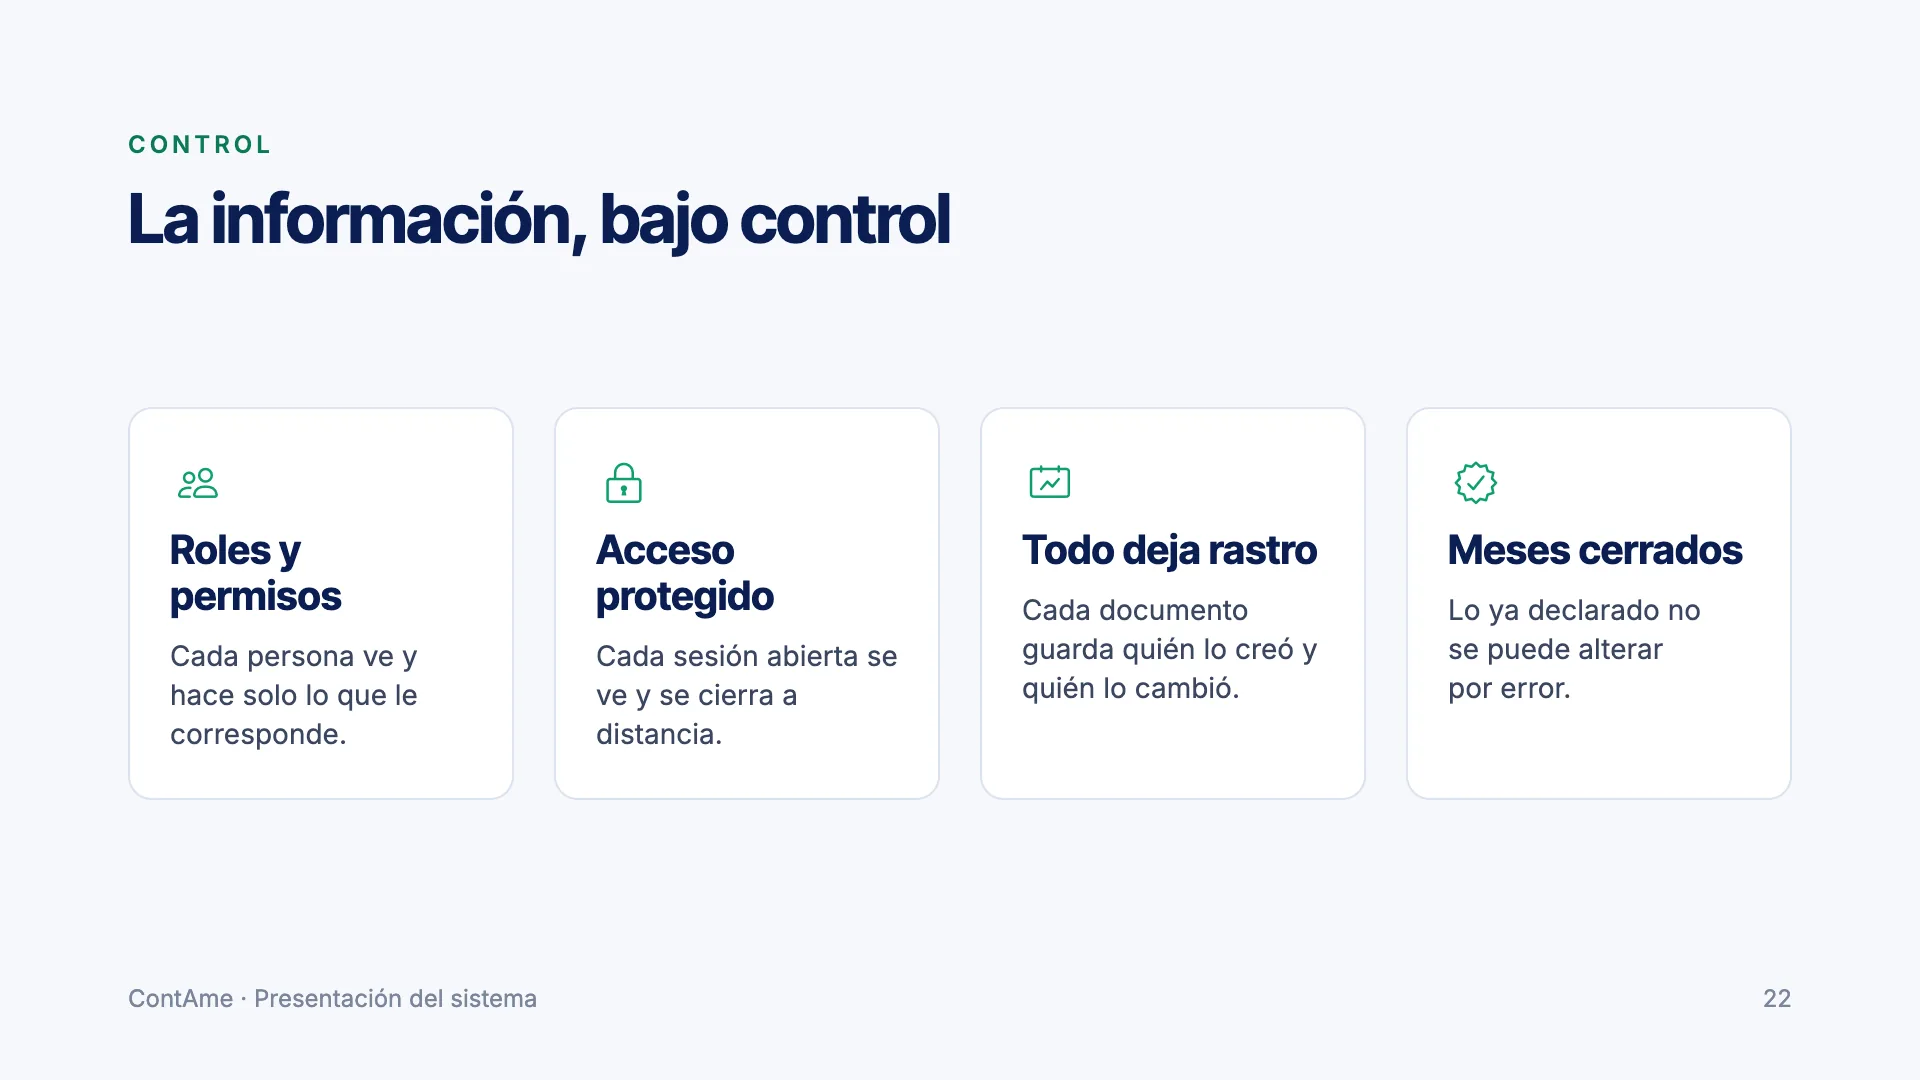 CONTROL
La información, bajo control
Roles y
permisos
Cada persona ve y
hace solo lo que le
corresponde.
Acceso
protegido
Cada sesión abierta se
ve y se cierra a
distancia.
Todo deja rastro
Cada documento
guarda quién lo creó y
quién lo cambió.
Meses cerrados
Lo ya declarado no
se puede alterar
por error.
ContAme · Presentación del sistema
22